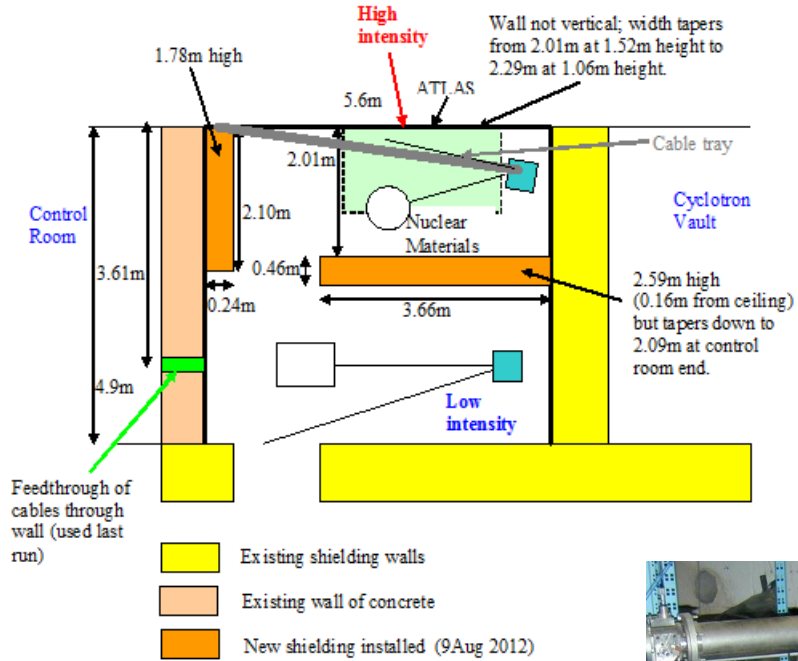 High
intensity
Wall not vertical; width tapers
from 2.01m at 1.52m height to
2.29m at 1.06m height.
1.78m high
ATLAS
5.6m
Cable tray
2.01m
Control
Room
2.10m
Cyclotron
Vault
Nuclear
Materials
3.61m
0.46m
2.59m high
(0.16m from ceiling)
but tapers down to
2.09m at control
room end.
0.24m
3.66m
4.9m
Low
intensity
Feedthrough of
cables through
wall (used last
run)
Existing shielding walls
Existing wall of concrete
New shielding installed (9Aug 2012)